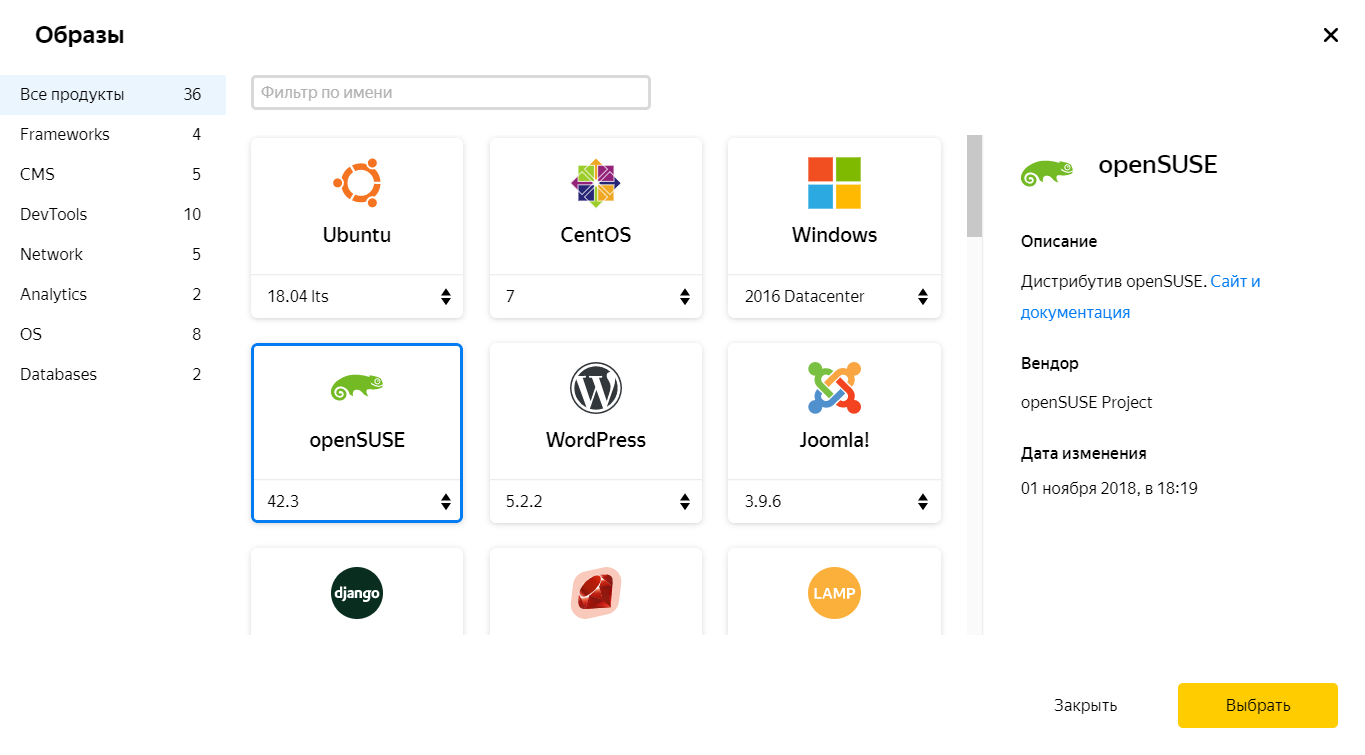 Образы
Все продукты 36
Frameworks 4
CMS 5
DevTools 10
Network 5
Analytics 2
OS 8
Databases 2
Фильтр по имени
Ubuntu
18.04 lts
CentOS
7
Windows
2016 Datacenter
openSUSE
42.3
WordPress
5.2.2
Joomla!
3.9.6
django
LAMP
openSUSE
Описание
Дистрибутив openSUSE. Сайт и
документация
Вендор
openSUSE Project
Дата изменения
01 ноября 2018, в 18:19
Закрыть
Выбрать